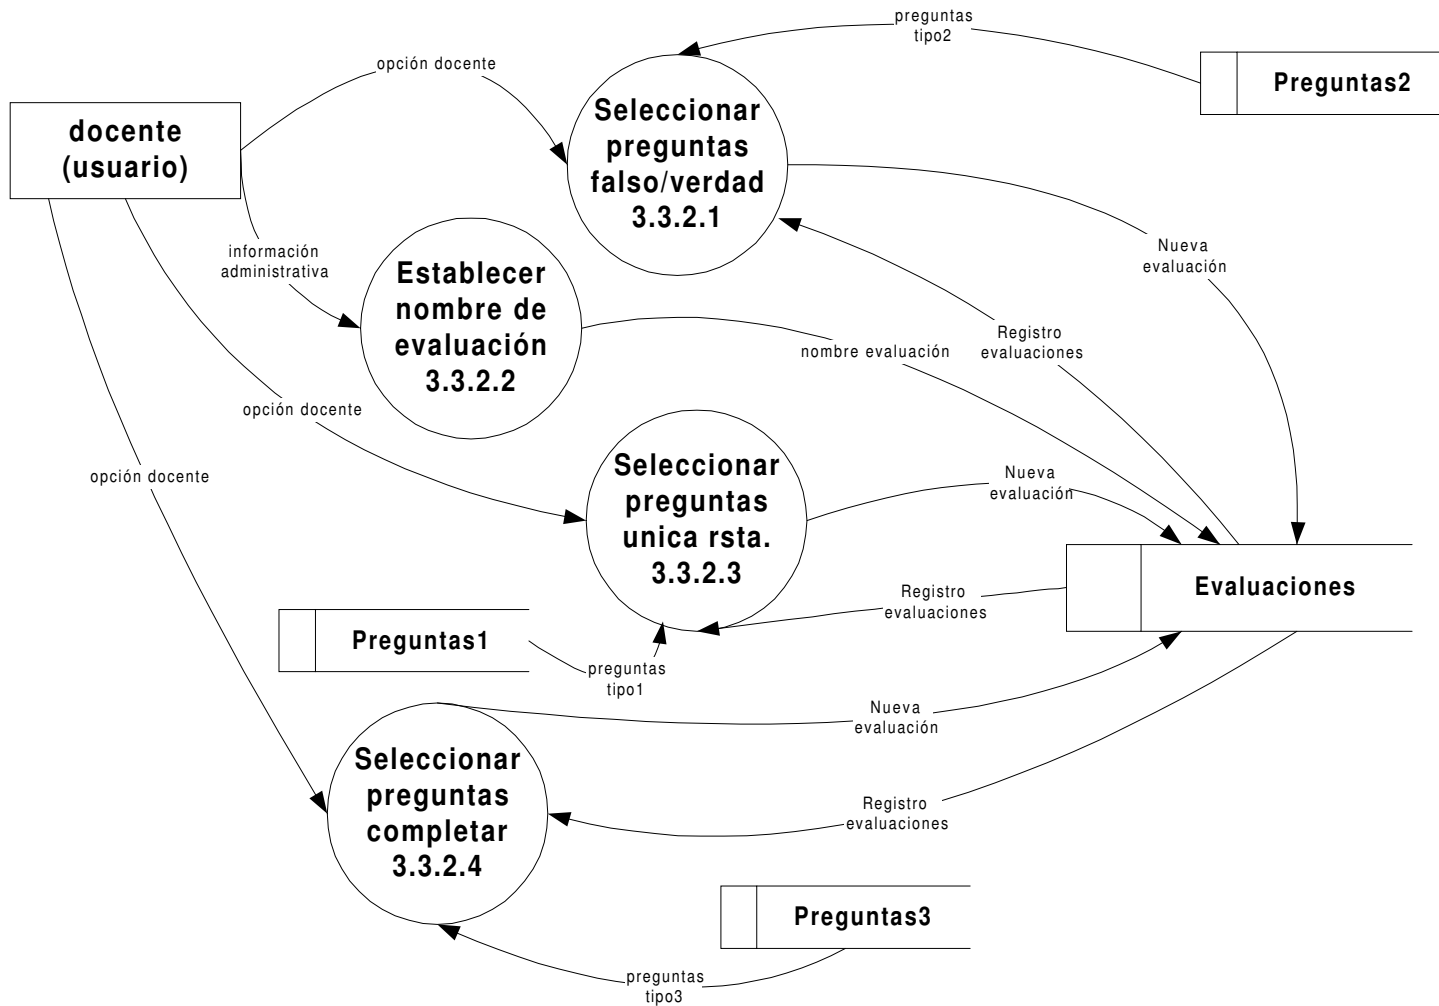 preguntas
tipo2
Preguntas2
opción docente
docente
(usuario)
Seleccionar
preguntas
falso/verdad
3.3.2.1
información
administrativa
Nueva
evaluación
Establecer
nombre de
evaluación
3.3.2.2
Registro
evaluaciones
nombre evaluación
opción docente
opción docente
Seleccionar
preguntas
unica rsta.
3.3.2.3
Nueva
evaluación
Evaluaciones
Registro
evaluaciones
Preguntas1
preguntas
tipo1
Nueva
evaluación
Seleccionar
preguntas
completar
3.3.2.4
Registro
evaluaciones
Preguntas3
preguntas
tipo3